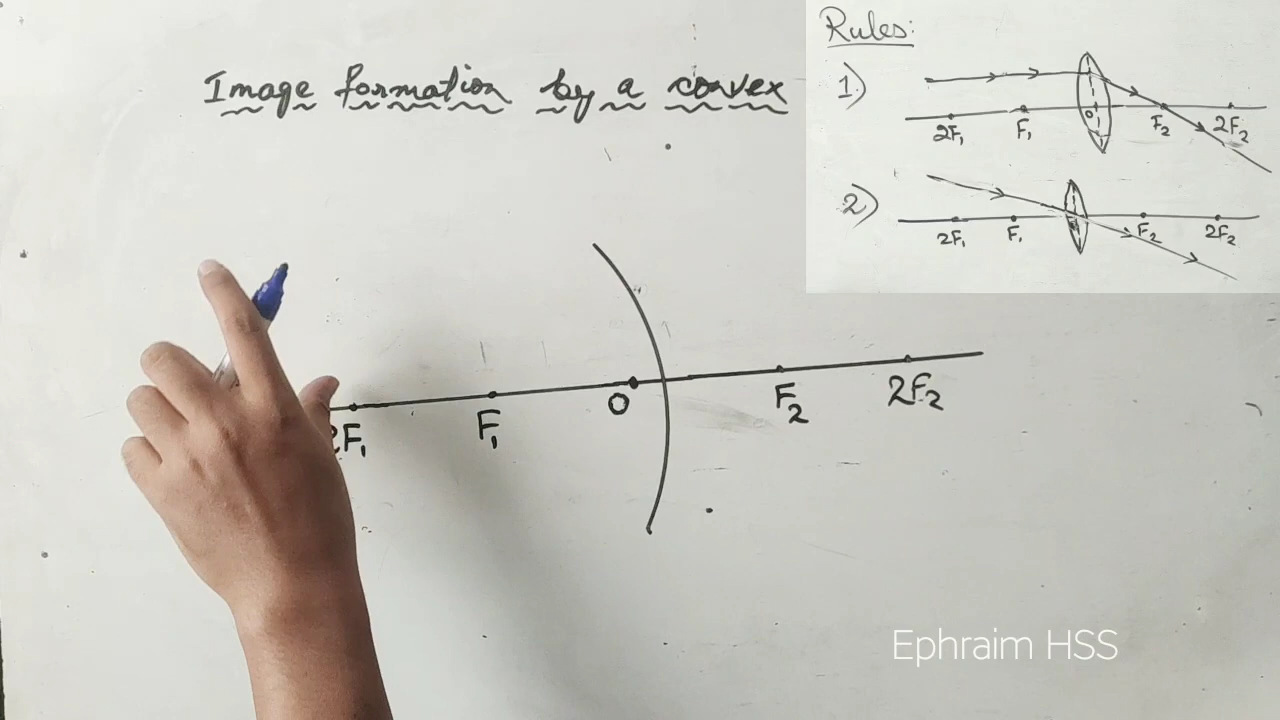 Image formation by a convex
2F₁ F₁ O F₂ 2F₂
Rules:
1)
2F₁ F₁ O F₂ 2F₂
2)
2F₁ F₁ F₂ 2F₂
Ephraim HSS